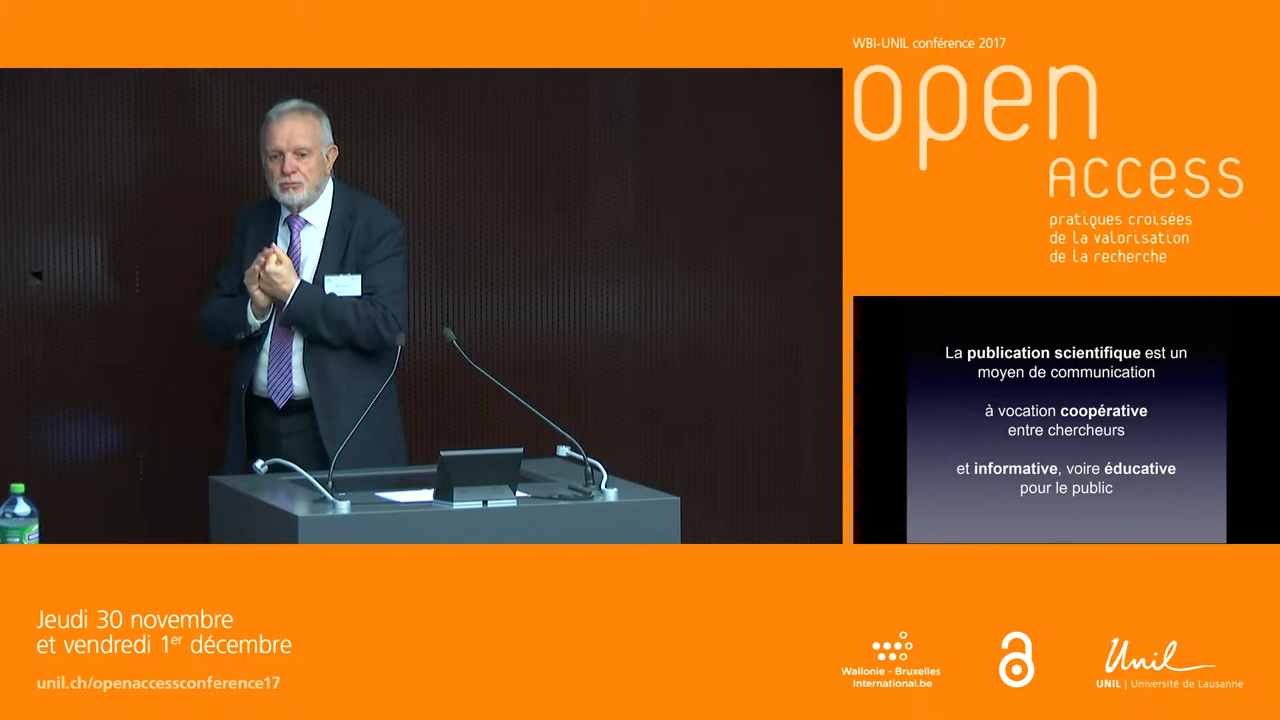 WBI-UNIL conférence 2017
open
access
pratiques croisées
de la valorisation
de la recherche
La publication scientifique est un
moyen de communication
à vocation coopérative
entre chercheurs
et informative, voire éducative
pour le public
Jeudi 30 novembre
et vendredi 1er décembre
unil.ch/openaccessconference17
Wallonie - Bruxelles
International.be
Unil
UNIL | Université de Lausanne